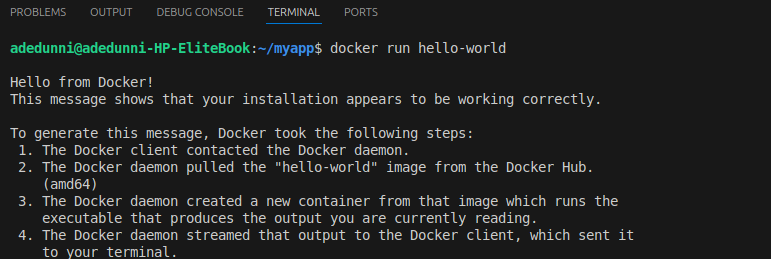 PROBLEMS OUTPUT DEBUG CONSOLE TERMINAL PORTS
adedunni@adedunni-HP-EliteBook:~/myapp$ docker run hello-world
Hello from Docker!
This message shows that your installation appears to be working correctly.
To generate this message, Docker took the following steps:
1. The Docker client contacted the Docker daemon.
2. The Docker daemon pulled the "hello-world" image from the Docker Hub.
(amd64)
3. The Docker daemon created a new container from that image which runs the
executable that produces the output you are currently reading.
4. The Docker daemon streamed that output to the Docker client, which sent it
to your terminal.